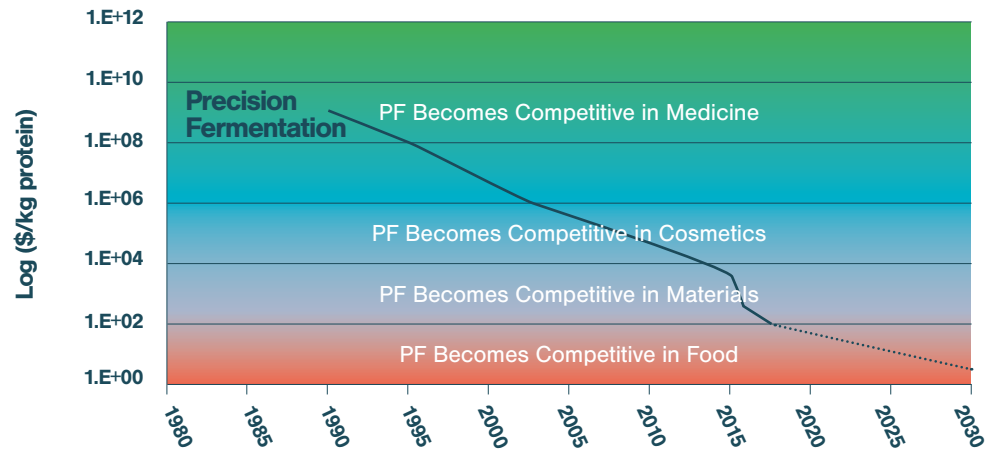 1.E+12
1.E+10
Precision
Fermentation
PF Becomes Competitive in Medicine
1.E+08
1.E+06
PF Becomes Competitive in Cosmetics
1.E+04
PF Becomes Competitive in Materials
1.E+02
PF Becomes Competitive in Food
1.E+00
Log ($/kg protein)
1980
1985
1990
1995
2000
2005
2010
2015
2020
2025
2030